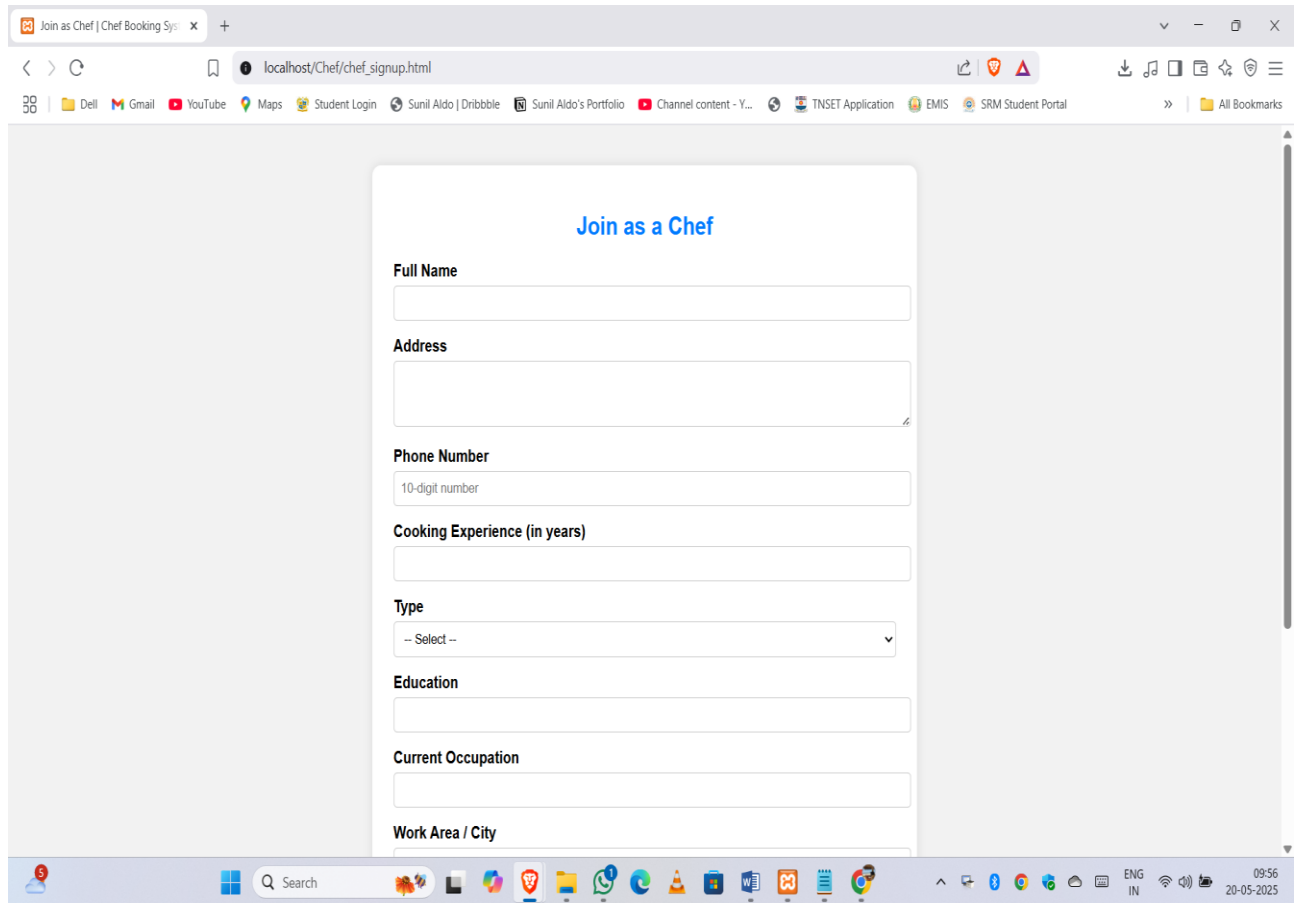 Join as Chef | Chef Booking Sys
localhost/Chef/chef_signup.html
Dell Gmail YouTube Maps Student Login Sunil Aldo | Dribbble Sunil Aldo's Portfolio Channel content - Y... TNSET Application EMIS SRM Student Portal » All Bookmarks
Join as a Chef
Full Name
Address
Phone Number
10-digit number
Cooking Experience (in years)
Type
-- Select --
Education
Current Occupation
Work Area / City
5 Search 1 ENG 09:56
IN 20-05-2025